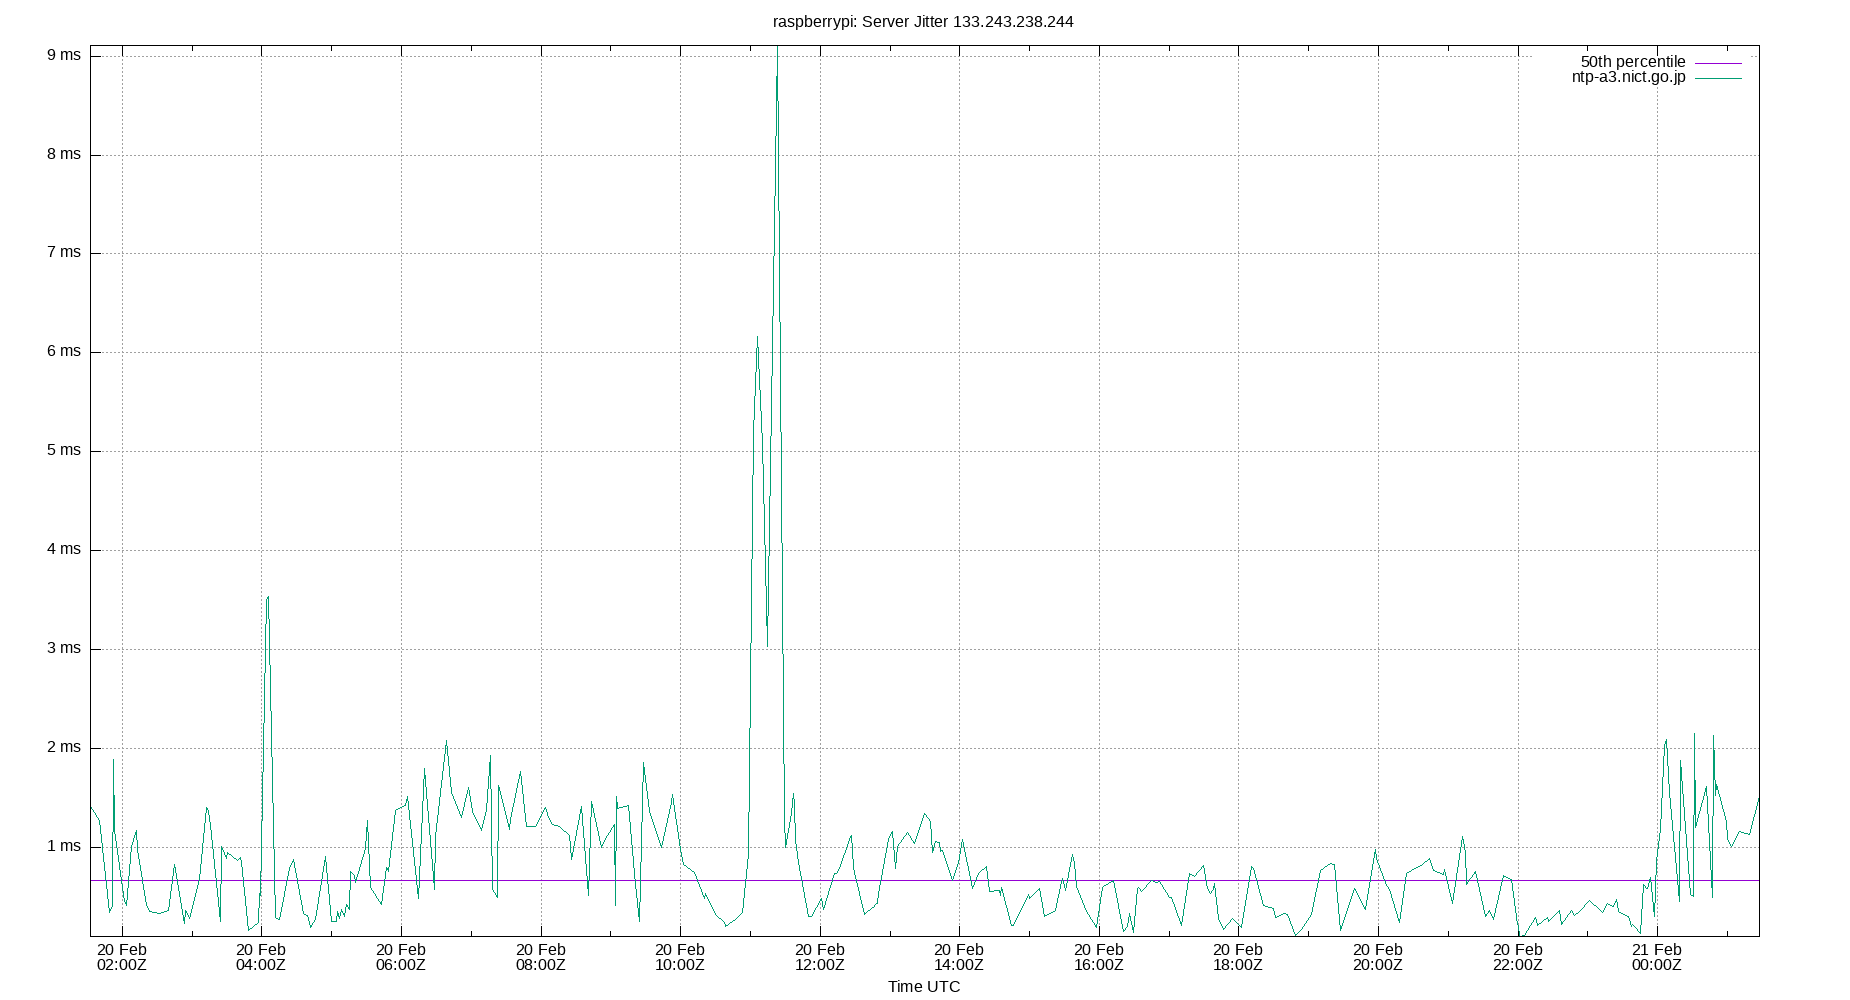 raspberrypi: Server Jitter 133.243.238.244
9 ms
8 ms
7 ms
6 ms
5 ms
4 ms
3 ms
2 ms
1 ms
50th percentile
ntp-a3.nict.go.jp
20 Feb
02:00Z
20 Feb
04:00Z
20 Feb
06:00Z
20 Feb
08:00Z
20 Feb
10:00Z
20 Feb
12:00Z
20 Feb
14:00Z
20 Feb
16:00Z
20 Feb
18:00Z
20 Feb
20:00Z
20 Feb
22:00Z
21 Feb
00:00Z
Time UTC